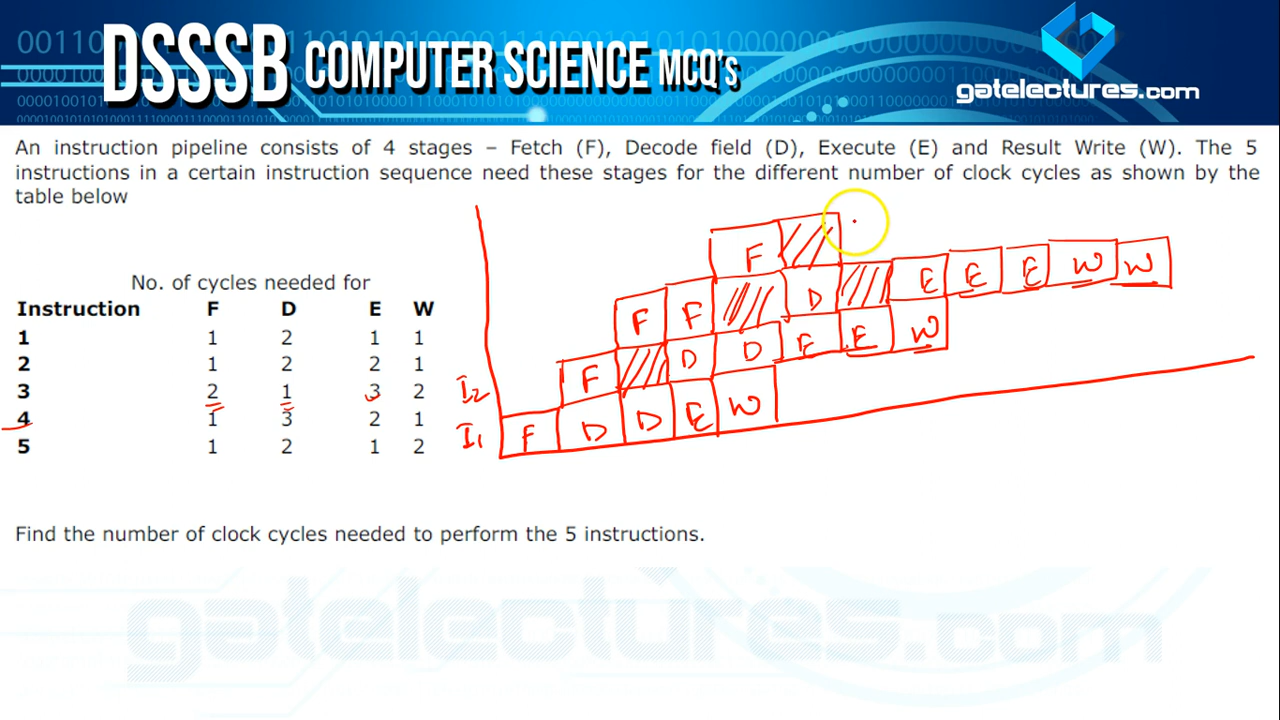 DSSSB COMPUTER SCIENCE MCQ's
gatelectures.com
An instruction pipeline consists of 4 stages – Fetch (F), Decode field (D), Execute (E) and Result Write (W). The 5
instructions in a certain instruction sequence need these stages for the different number of clock cycles as shown by the
table below
No. of cycles needed for
Instruction F D E W
1 1 2 1 1
2 1 2 2 1
3 2 1 3 2
4 1 3 2 1
5 1 2 1 2
F
F F D E E E W W
I2 F D D E E W
I1 F D D E W
Find the number of clock cycles needed to perform the 5 instructions.
gatelectures.com